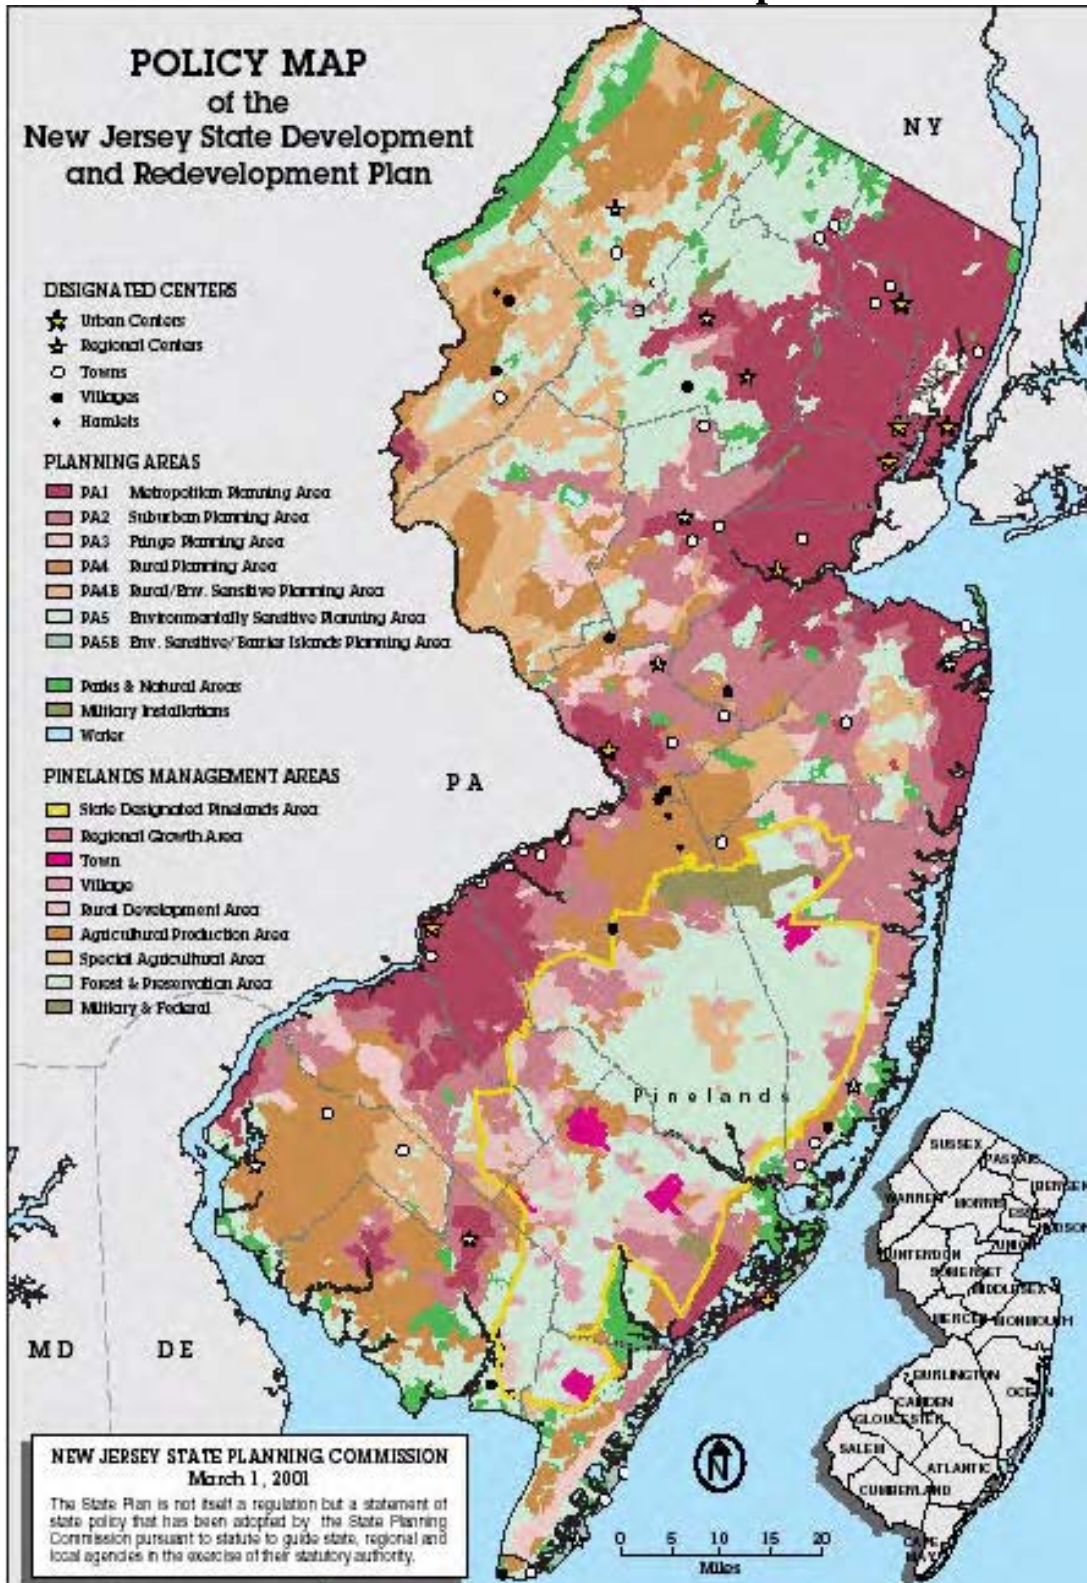 POLICY MAP
of the
New Jersey State Development
and Redevelopment Plan
NY
DESIGNATED CENTERS
Urban Centers
Regional Centers
Towns
Villages
Hamlets
PLANNING AREAS
PA1 Metropolitan Planning Area
PA2 Suburban Planning Area
PA3 Fringe Planning Area
PA4 Rural Planning Area
PA4B Rural/Env. Sensitive Planning Area
PA5 Environmentally Sensitive Planning Area
PA5B Env. Sensitive/Barrier Islands Planning Area
Parks & Natural Areas
Military Installations
Water
PINELANDS MANAGEMENT AREAS
State Designated Pinelands Area
Regional Growth Area
Town
Village
Rural Development Area
Agricultural Production Area
Special Agricultural Area
Forest & Preservation Area
Military & Federal
PA
Pinelands
MD
DE
SUSSEX
PASSAIC
BERGEN
WARREN
MORRIS
ESSEX
HUDSON
UNION
HUNTERDON
SOMERSET
MIDDLESEX
MERCER
MONMOUTH
BURLINGTON
OCEAN
CAMDEN
GLOUCESTER
SALEM
ATLANTIC
CUMBERLAND
CAPE
MAY
NEW JERSEY STATE PLANNING COMMISSION
March 1, 2001
The State Plan is not itself a regulation but a statement of
state policy that has been adopted by the State Planning
Commission pursuant to statute to guide state, regional and
local agencies in the exercise of their statutory authority.
N
0 5 10 15 20
Miles